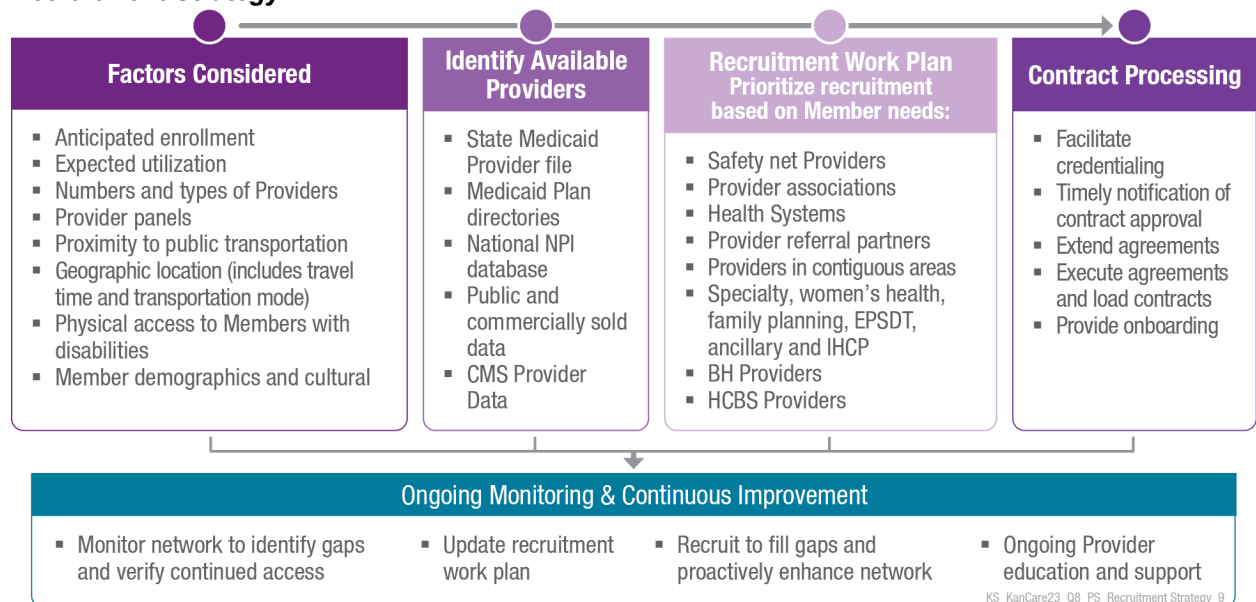 Factors Considered
▪ Anticipated enrollment
▪ Expected utilization
▪ Numbers and types of Providers
▪ Provider panels
▪ Proximity to public transportation
▪ Geographic location (includes travel
time and transportation mode)
▪ Physical access to Members with
disabilities
▪ Member demographics and cultural
Identify Available
Providers
▪ State Medicaid
Provider file
▪ Medicaid Plan
directories
▪ National NPI
database
▪ Public and
commercially sold
data
▪ CMS Provider
Data
Recruitment Work Plan
Prioritize recruitment
based on Member needs:
▪ Safety net Providers
▪ Provider associations
▪ Health Systems
▪ Provider referral partners
▪ Providers in contiguous areas
▪ Specialty, women's health,
family planning, EPSDT,
ancillary and IHCP
▪ BH Providers
▪ HCBS Providers
Contract Processing
▪ Facilitate
credentialing
▪ Timely notification of
contract approval
▪ Extend agreements
▪ Execute agreements
and load contracts
▪ Provide onboarding
Ongoing Monitoring & Continuous Improvement
▪ Monitor network to identify gaps
and verify continued access
▪ Update recruitment
work plan
▪ Recruit to fill gaps and
proactively enhance network
▪ Ongoing Provider
education and support
KS_KanCare23_Q8_PS_Recruitment Strategy_9